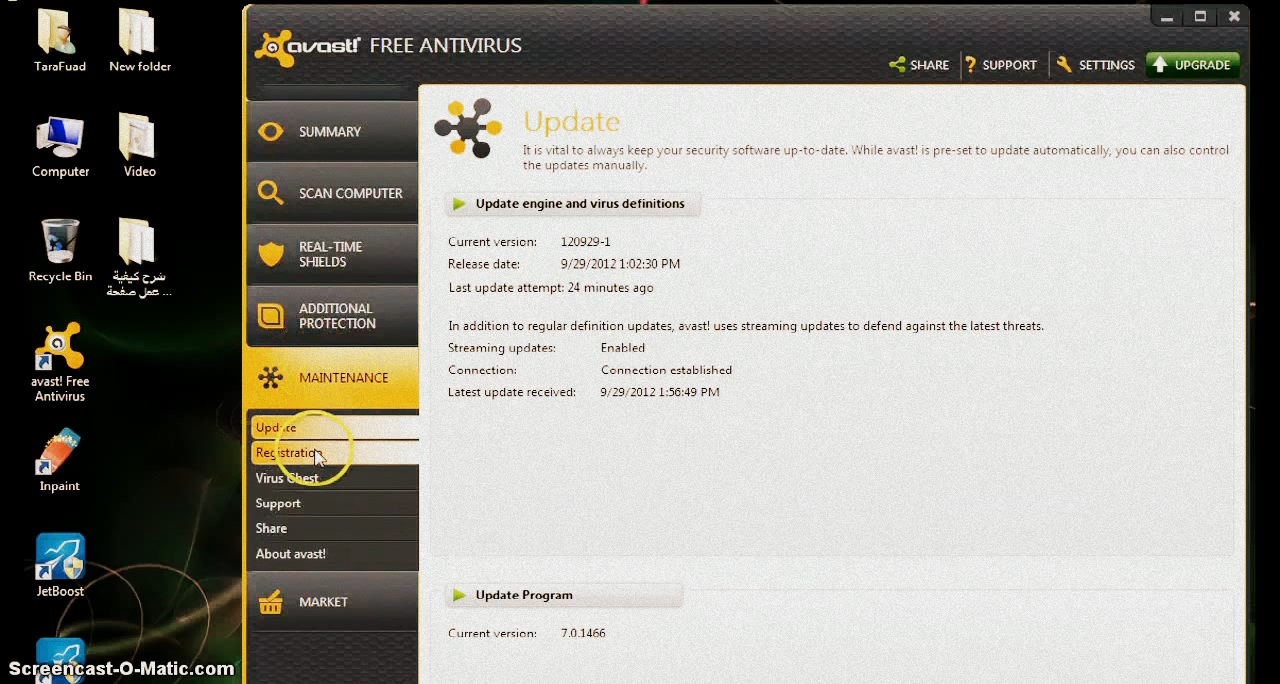 TaraFuad
New folder
Computer
Video
Recycle Bin
شرح كيفية
عمل صفحة ...
avast! Free
Antivirus
Inpaint
JetBoost
avast! FREE ANTIVIRUS
SHARE
SUPPORT
SETTINGS
UPGRADE
SUMMARY
SCAN COMPUTER
REAL-TIME
SHIELDS
ADDITIONAL
PROTECTION
MAINTENANCE
Update
Registration
Virus Chest
Support
Share
About avast!
MARKET
Update
It is vital to always keep your security software up-to-date. While avast! is pre-set to update automatically, you can also control
the updates manually.
Update engine and virus definitions
Current version: 120929-1
Release date: 9/29/2012 1:02:30 PM
Last update attempt: 24 minutes ago
In addition to regular definition updates, avast! uses streaming updates to defend against the latest threats.
Streaming updates: Enabled
Connection: Connection established
Latest update received: 9/29/2012 1:56:49 PM
Update Program
Current version: 7.0.1466
Screencast-O-Matic.com